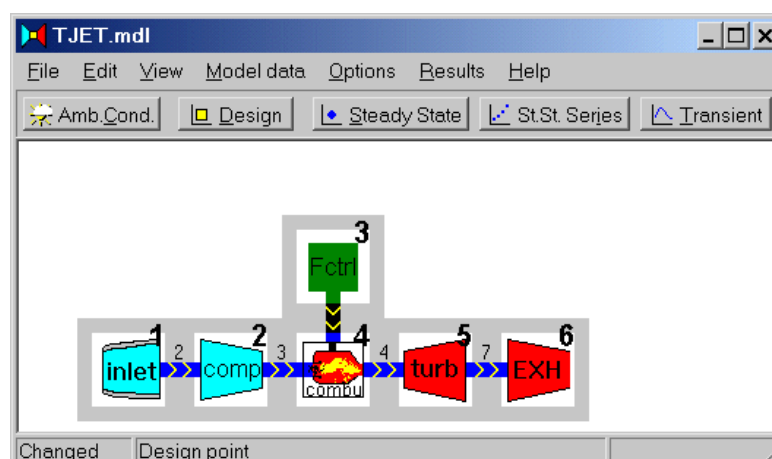 TJET.mdl
File Edit View Model data Options Results Help
Amb.Cond. Design Steady State St.St. Series Transient
3
Fctrl
1 2 4 5 6
2 3 4 7
inlet comp turb EXH
combu
Changed Design point